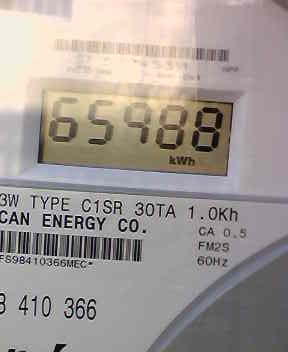 65988
kWh
3W TYPE C1SR 30TA 1.0Kh
CAN ENERGY CO.
CA 0.5
FM2S
FS98410366MEC*
60Hz
8 410 366